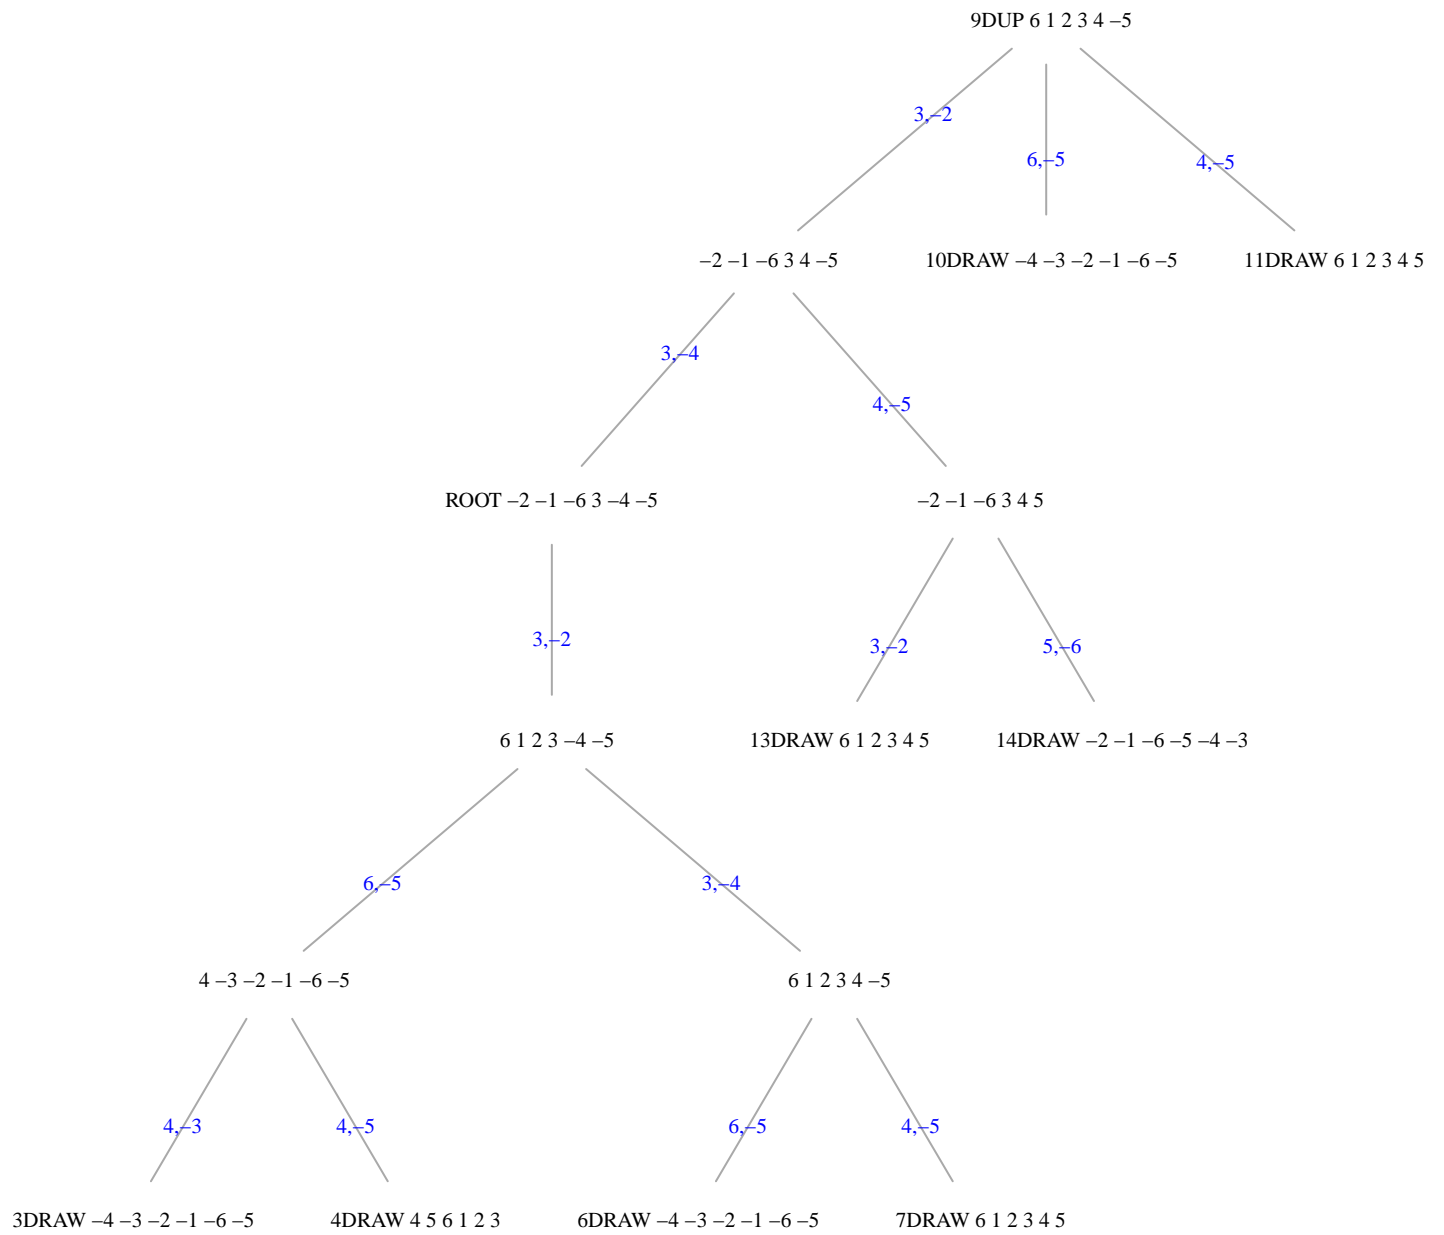 9DUP 6 1 2 3 4 –5
3,–2
6,–5
4,–5
–2 –1 –6 3 4 –5
10DRAW –4 –3 –2 –1 –6 –5
11DRAW 6 1 2 3 4 5
3,–4
4,–5
ROOT –2 –1 –6 3 –4 –5
–2 –1 –6 3 4 5
3,–2
3,–2
5,–6
6 1 2 3 –4 –5
13DRAW 6 1 2 3 4 5
14DRAW –2 –1 –6 –5 –4 –3
6,–5
3,–4
4 –3 –2 –1 –6 –5
6 1 2 3 4 –5
4,–3
4,–5
6,–5
4,–5
3DRAW –4 –3 –2 –1 –6 –5
4DRAW 4 5 6 1 2 3
6DRAW –4 –3 –2 –1 –6 –5
7DRAW 6 1 2 3 4 5